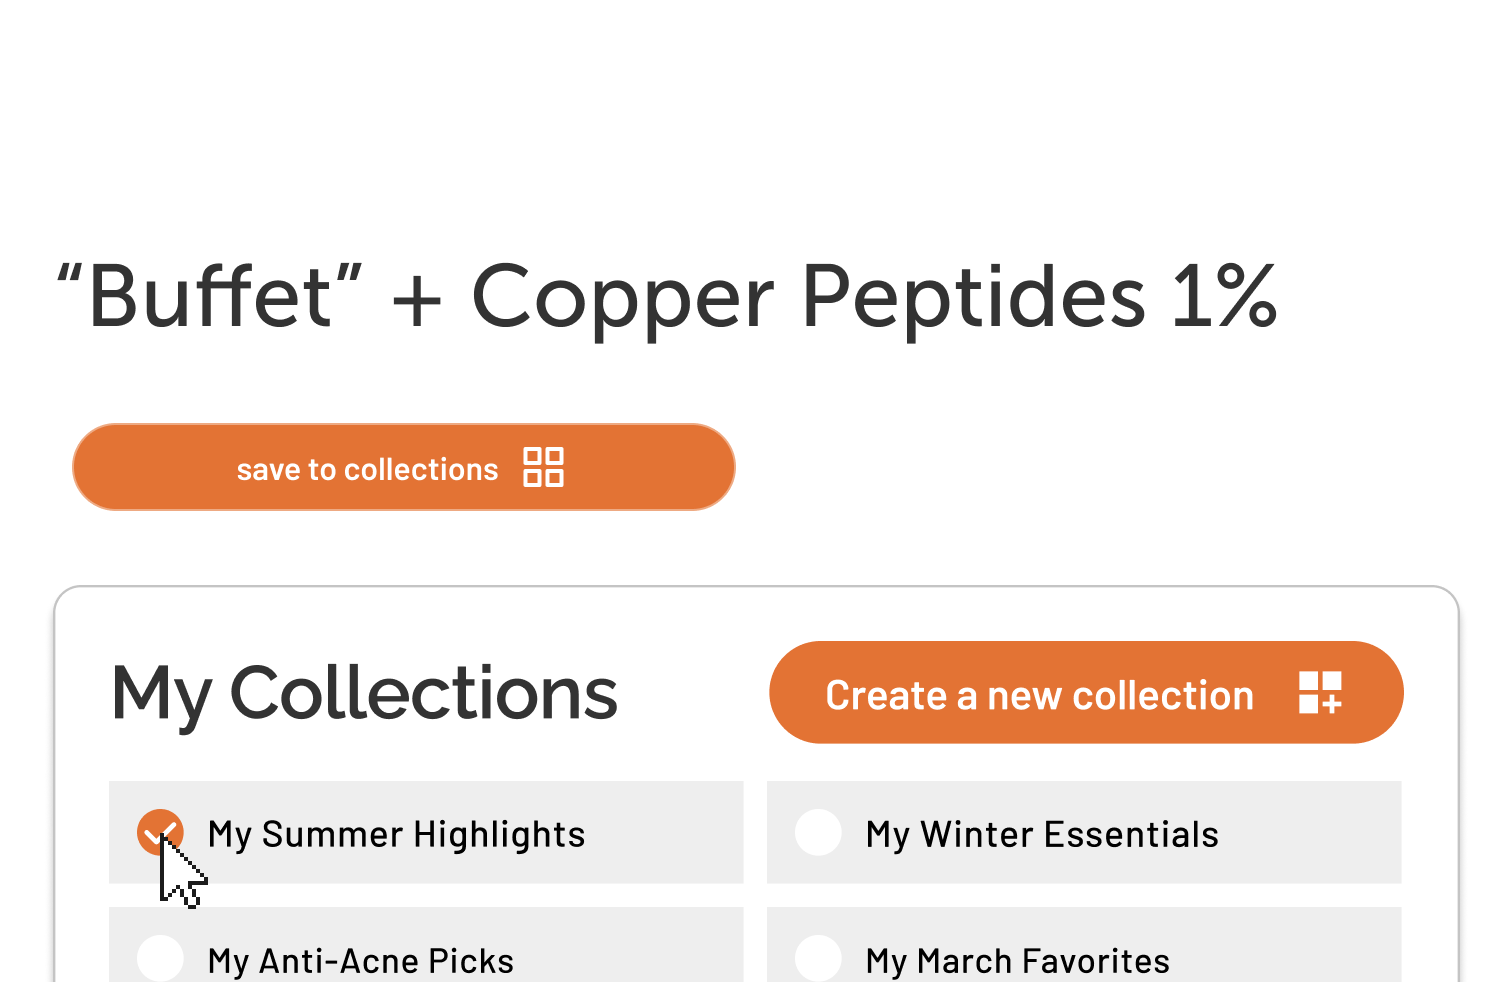 “Buffet” + Copper Peptides 1%
save to collections
My Collections
Create a new collection
My Summer Highlights
My Winter Essentials
My Anti-Acne Picks
My March Favorites